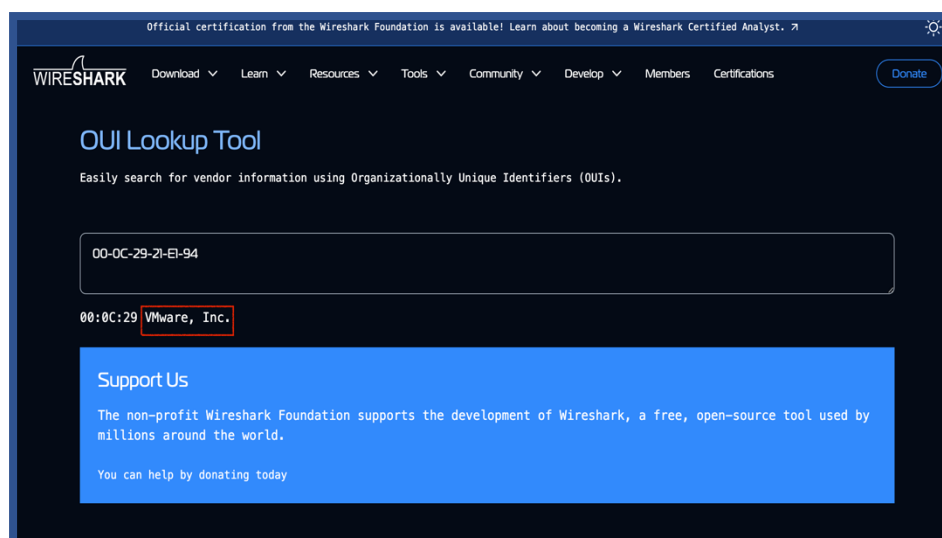 Official certification from the Wireshark Foundation is available! Learn about becoming a Wireshark Certified Analyst. ↗
WIRESHARK Download Learn Resources Tools Community Develop Members Certifications Donate
OUI Lookup Tool
Easily search for vendor information using Organizationally Unique Identifiers (OUIs).
00-0C-29-21-E1-94
00:0C:29 VMware, Inc.
Support Us
The non-profit Wireshark Foundation supports the development of Wireshark, a free, open-source tool used by
millions around the world.
You can help by donating today